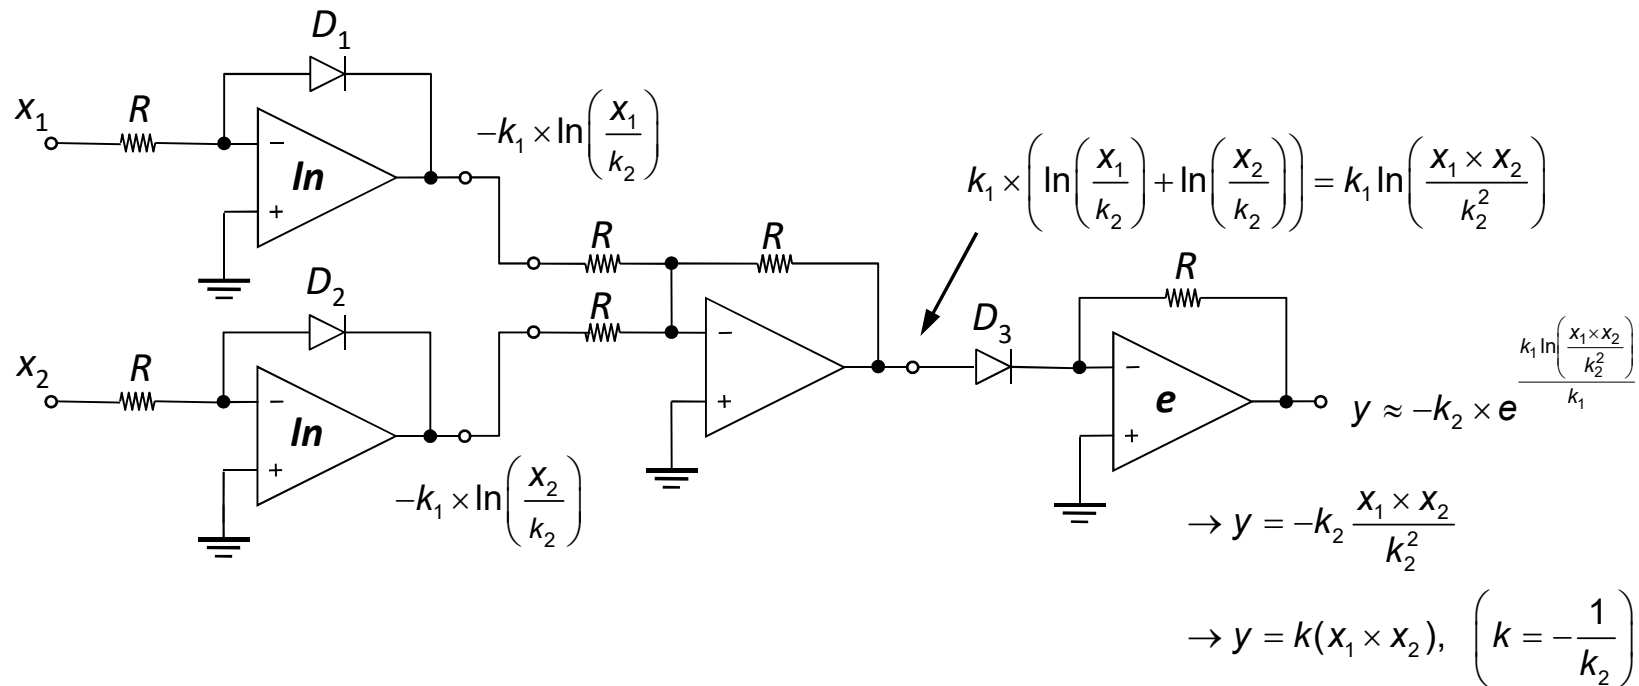 D₁
x₁
R
−
ln
+
−k₁ × ln(x₁/k₂)
k₁ × (ln(x₁/k₂) + ln(x₂/k₂)) = k₁ ln((x₁ × x₂)/k₂²)
R
R
R
D₂
R
−
+
D₃
x₂
R
−
ln
+
−k₁ × ln(x₂/k₂)
−
e
+
y ≈ −k₂ × e^(k₁ ln((x₁×x₂)/k₂²)/k₁)
→ y = −k₂ (x₁ × x₂)/k₂²
→ y = k(x₁ × x₂), (k = −1/k₂)